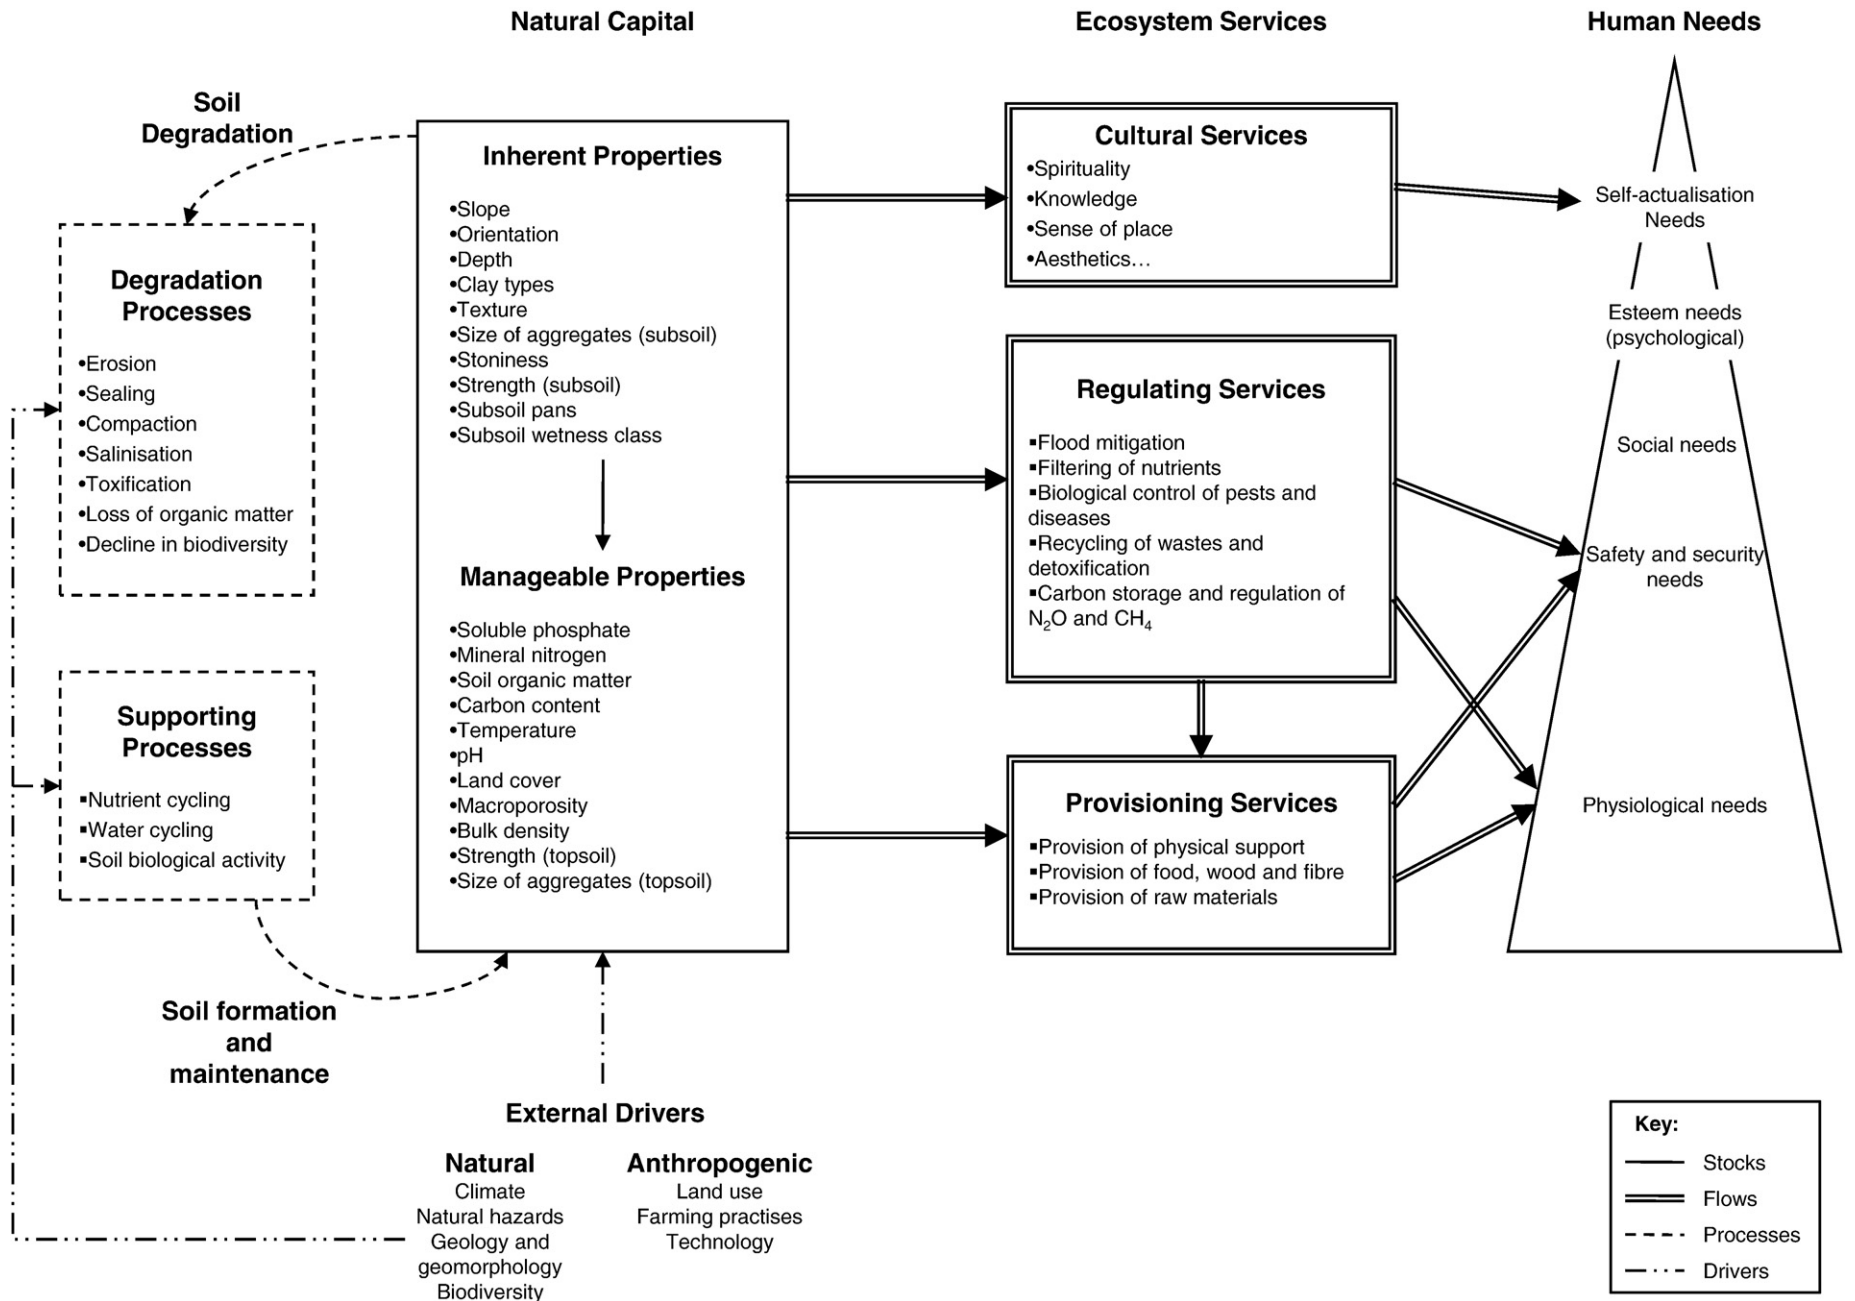 Natural Capital
Ecosystem Services
Human Needs
Soil
Degradation
Degradation
Processes
•Erosion
•Sealing
•Compaction
•Salinisation
•Toxification
•Loss of organic matter
•Decline in biodiversity
Supporting
Processes
▪Nutrient cycling
▪Water cycling
▪Soil biological activity
Soil formation
and
maintenance
Inherent Properties
•Slope
•Orientation
•Depth
•Clay types
•Texture
•Size of aggregates (subsoil)
•Stoniness
•Strength (subsoil)
•Subsoil pans
•Subsoil wetness class
Manageable Properties
•Soluble phosphate
•Mineral nitrogen
•Soil organic matter
•Carbon content
•Temperature
•pH
•Land cover
•Macroporosity
•Bulk density
•Strength (topsoil)
•Size of aggregates (topsoil)
External Drivers
Natural
Climate
Natural hazards
Geology and
geomorphology
Biodiversity
Anthropogenic
Land use
Farming practises
Technology
Cultural Services
•Spirituality
•Knowledge
•Sense of place
•Aesthetics…
Regulating Services
▪Flood mitigation
▪Filtering of nutrients
▪Biological control of pests and
diseases
▪Recycling of wastes and
detoxification
▪Carbon storage and regulation of
N₂O and CH₄
Provisioning Services
▪Provision of physical support
▪Provision of food, wood and fibre
▪Provision of raw materials
Self-actualisation
Needs
Esteem needs
(psychological)
Social needs
Safety and security
needs
Physiological needs
Key:
Stocks
Flows
Processes
Drivers